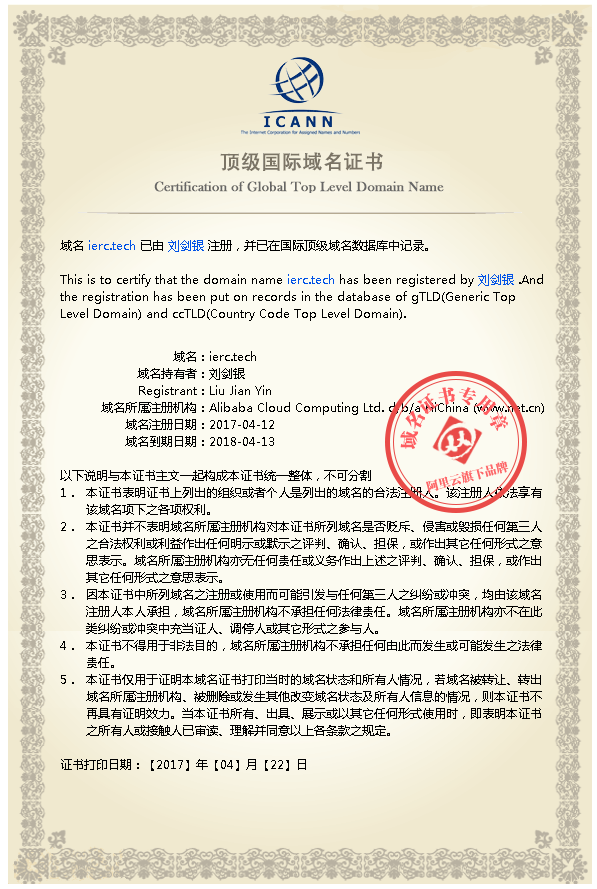 ICANN
The Internet Corporation for Assigned Names and Numbers
顶级国际域名证书
Certification of Global Top Level Domain Name
域名 ierc.tech 已由 刘剑银 注册，并已在国际顶级域名数据库中记录。
This is to certify that the domain name ierc.tech has been registered by 刘剑银 .And
the registration has been put on records in the database of gTLD(Generic Top
Level Domain) and ccTLD(Country Code Top Level Domain).
域名：ierc.tech
域名持有者：刘剑银
Registrant：Liu Jian Yin
域名所属注册机构：Alibaba Cloud Computing Ltd. d/b/a HiChina (www.net.cn)
域名注册日期：2017-04-12
域名到期日期：2018-04-13
域名证书专用章
阿里云旗下品牌
以下说明与本证书主文一起构成本证书统一整体，不可分割
1． 本证书表明证书上列出的组织或者个人是列出的域名的合法注册人。该注册人依法享有
该域名项下之各项权利。
2． 本证书并不表明域名所属注册机构对本证书所列域名是否贬斥、侵害或毁损任何第三人
之合法权利或利益作出任何明示或默示之评判、确认、担保，或作出其它任何形式之意
思表示。域名所属注册机构亦无任何责任或义务作出上述之评判、确认、担保，或作出
其它任何形式之意思表示。
3． 因本证书中所列域名之注册或使用而可能引发与任何第三人之纠纷或冲突，均由该域名
注册人本人承担，域名所属注册机构不承担任何法律责任。域名所属注册机构亦不在此
类纠纷或冲突中充当证人、调停人或其它形式之参与人。
4． 本证书不得用于非法目的，域名所属注册机构不承担任何由此而发生或可能发生之法律
责任。
5． 本证书仅用于证明本域名证书打印当时的域名状态和所有人情况，若域名被转让、转出
域名所属注册机构、被删除或发生其他改变域名状态及所有人信息的情况，则本证书不
再具有证明效力。当本证书所有、出具、展示或以其它任何形式使用时，即表明本证书
之所有人或接触人已审读、理解并同意以上各条款之规定。
证书打印日期：【2017】年【04】月【22】日